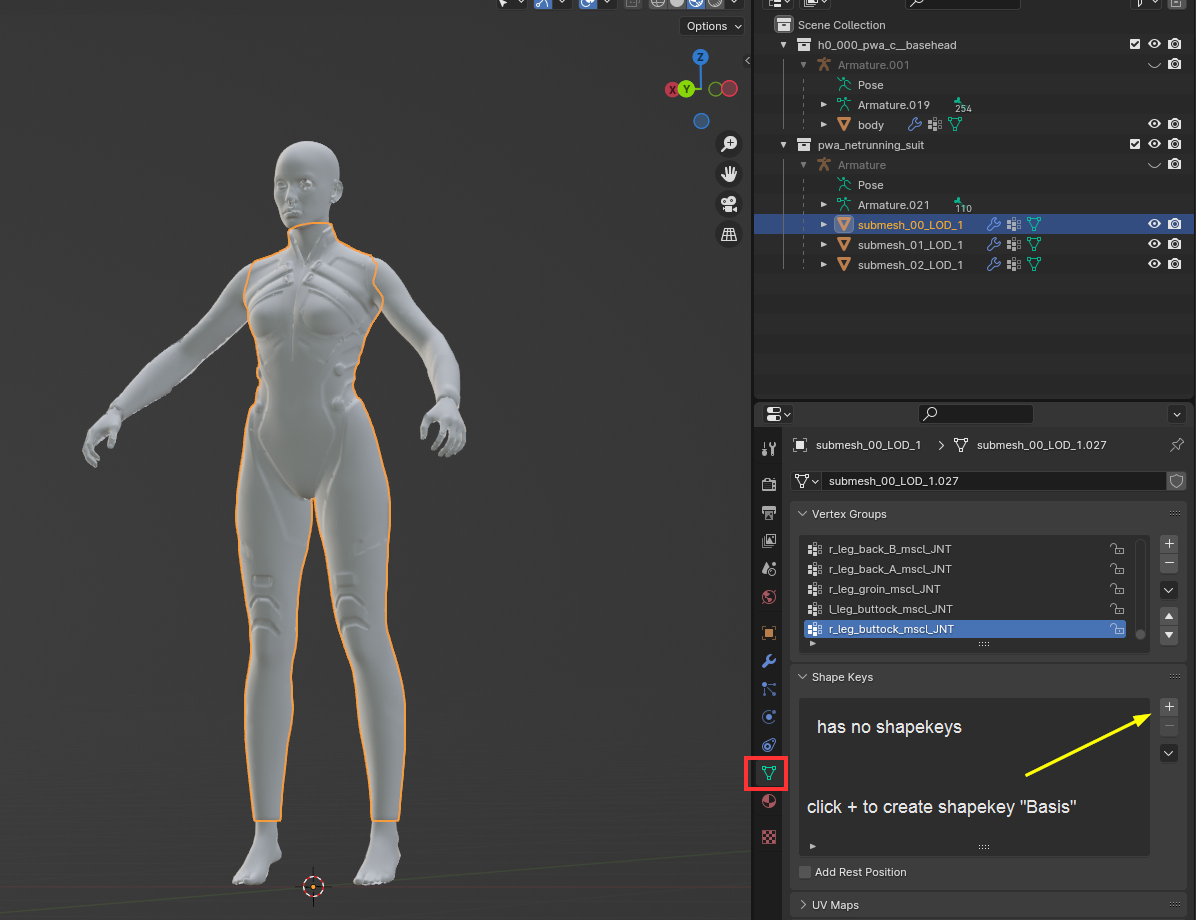 Options
Z
X
Y
Scene Collection
h0_000_pwa_c__basehead
Armature.001
Pose
Armature.019
254
body
pwa_netrunning_suit
Armature
Pose
Armature.021
110
submesh_00_LOD_1
submesh_01_LOD_1
submesh_02_LOD_1
submesh_00_LOD_1
submesh_00_LOD_1.027
submesh_00_LOD_1.027
Vertex Groups
r_leg_back_B_mscl_JNT
r_leg_back_A_mscl_JNT
r_leg_groin_mscl_JNT
l_leg_buttock_mscl_JNT
r_leg_buttock_mscl_JNT
Shape Keys
has no shapekeys
click + to create shapekey "Basis"
Add Rest Position
UV Maps